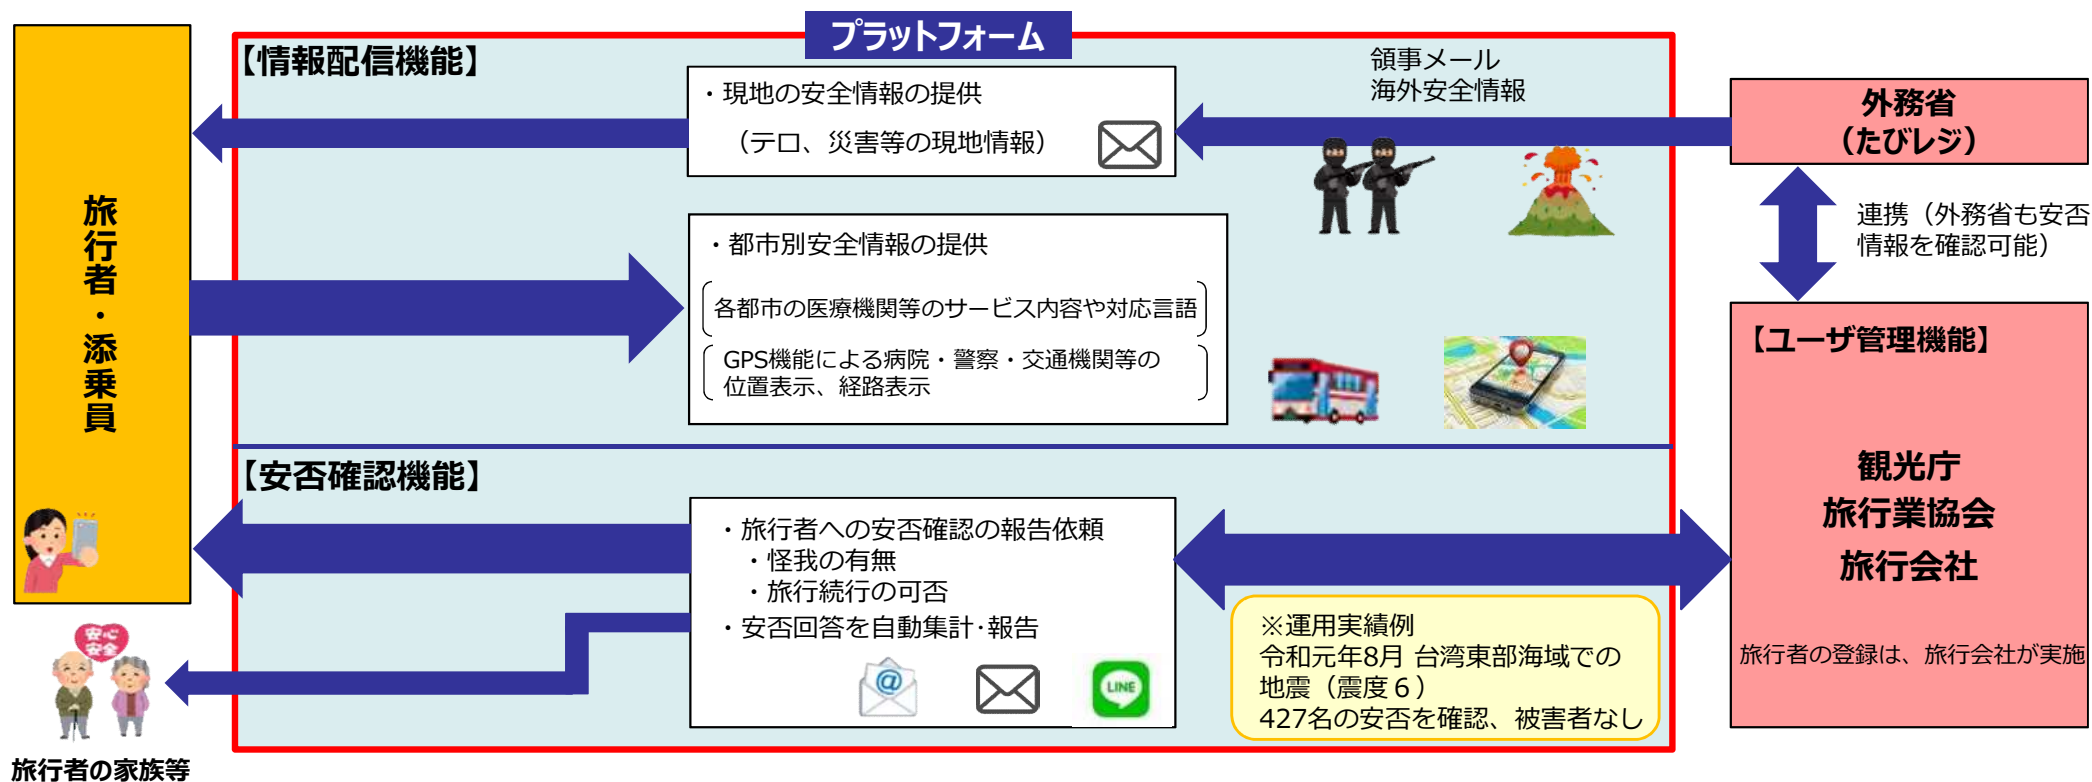 プラットフォーム
【情報配信機能】
・現地の安全情報の提供
（テロ、災害等の現地情報）
領事メール
海外安全情報
外務省
（たびレジ）
連携（外務省も安否
情報を確認可能）
旅行者・添乗員
・都市別安全情報の提供
各都市の医療機関等のサービス内容や対応言語
GPS機能による病院・警察・交通機関等の
位置表示、経路表示
【ユーザ管理機能】
観光庁
旅行業協会
旅行会社
旅行者の登録は、旅行会社が実施
【安否確認機能】
・旅行者への安否確認の報告依頼
・怪我の有無
・旅行続行の可否
・安否回答を自動集計・報告
@
LINE
※運用実績例
令和元年8月 台湾東部海域での
地震（震度６）
427名の安否を確認、被害者なし
安心
安全
旅行者の家族等